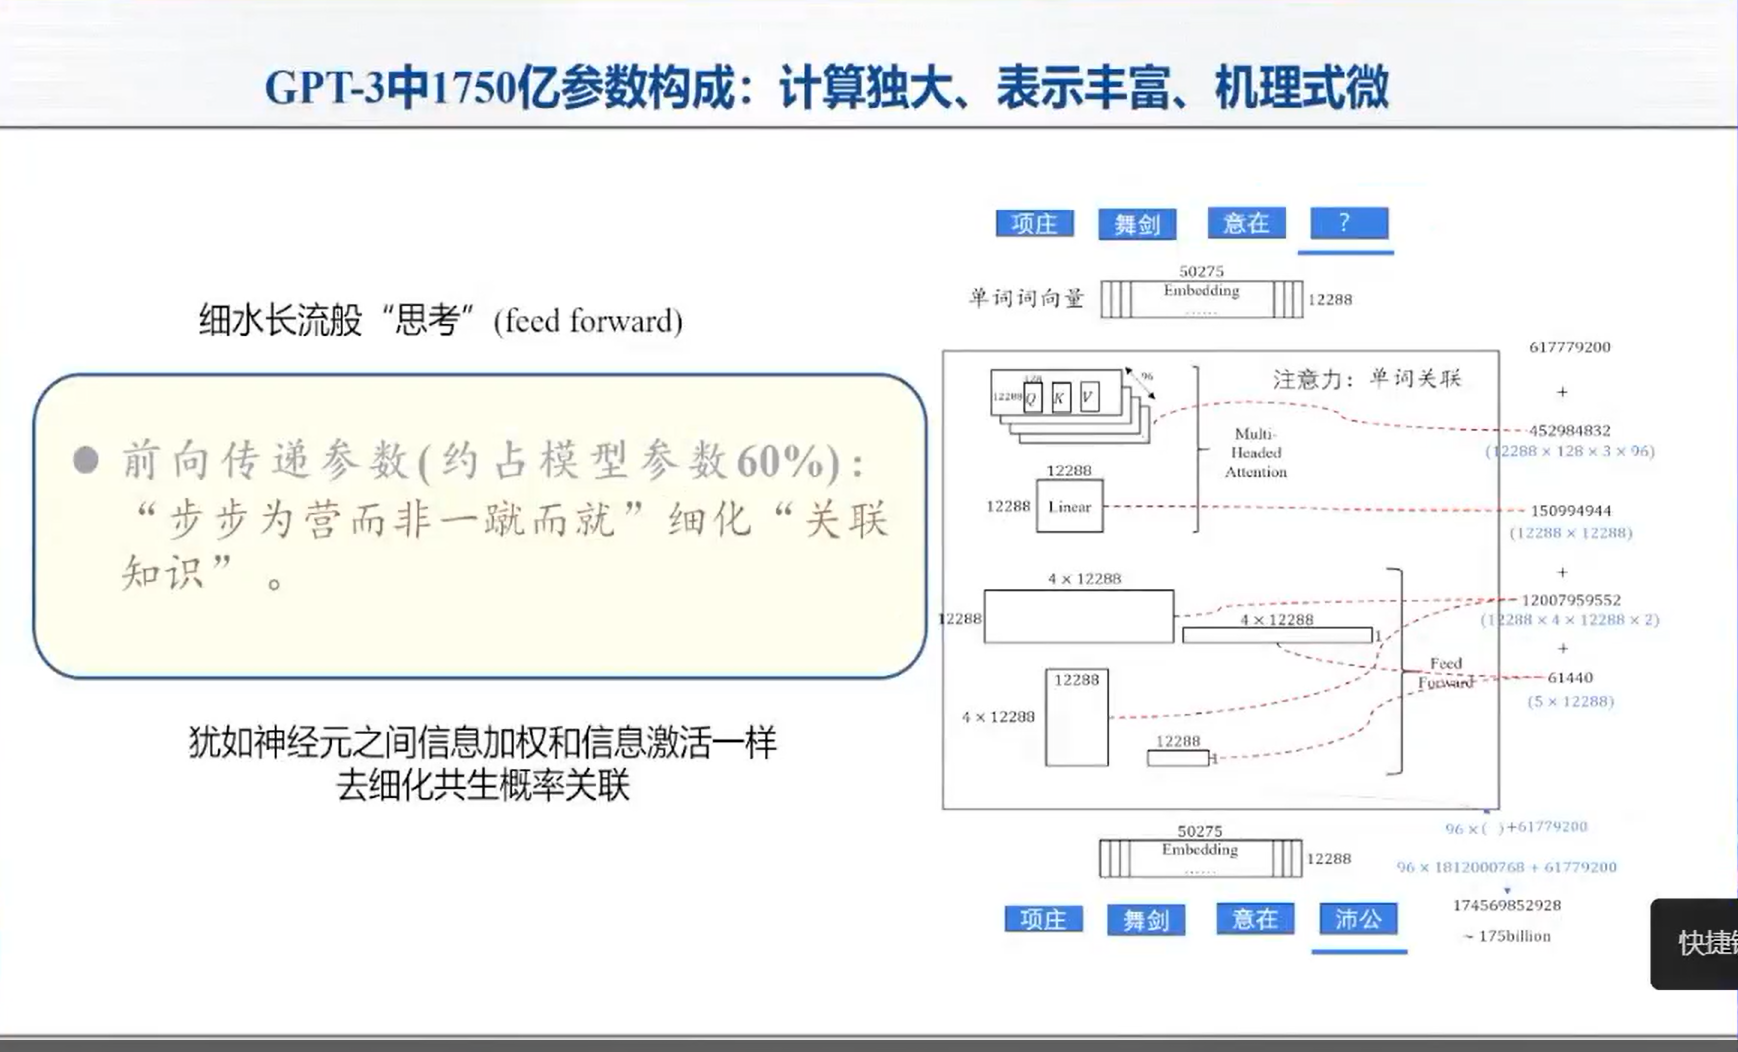 GPT-3中1750亿参数构成：计算独大、表示丰富、机理式微
细水长流般“思考”(feed forward)
前向传递参数(约占模型参数60%)：
“步步为营而非一蹴而就”细化“关联
知识”。
犹如神经元之间信息加权和信息激活一样
去细化共生概率关联
项庄 舞剑 意在 ？
50275
单词词向量 Embedding 12288
......
617779200
注意力：单词关联
+
128
96
12288 Q K V
452984832
(12288 × 128 × 3 × 96)
Multi-
Headed
Attention
12288
12288 Linear
150994944
(12288 × 12288)
+
4 × 12288
12288
12007959552
(12288 × 4 × 12288 × 2)
4 × 12288
1
+
Feed
Forward
61440
(5 × 12288)
12288
4 × 12288
12288
1
96 × ( )+61779200
50275
Embedding 12288
......
96 × 1812000768 + 61779200
174569852928
~ 175billion
项庄 舞剑 意在 沛公
快捷